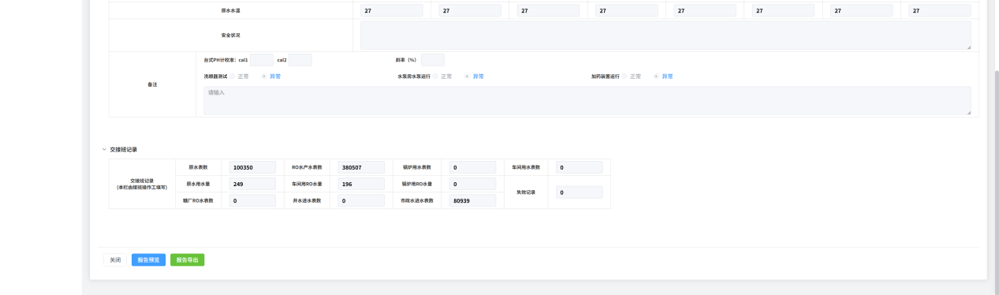 原水水温 27 27 27 27 27 27 27 27
安全状况
备注
台式PH计校准: cal1 cal2 斜率 (%)
洗眼器测试 正常 异常 水泵房水泵运行 正常 异常 加药装置运行 正常 异常
请输入
交接班记录
交接班记录
(本栏由接班操作工填写)
原水表数 100350 RO水产水表数 380507 锅炉用水表数 0 车间用水表数 0
原水用水量 249 车间用RO水量 196 锅炉用RO水量 0 失效记录 0
糖厂RO水表数 0 井水进水表数 0 市政水进水表数 80939
关闭 报告预览 报告导出